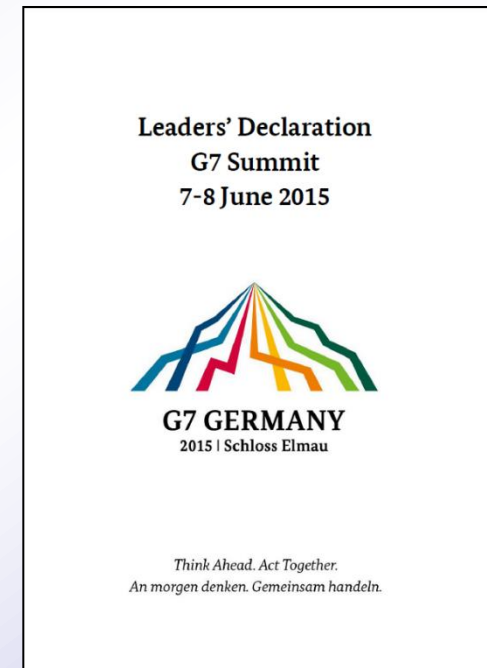 Leaders’ Declaration
G7 Summit
7-8 June 2015
G7 GERMANY
2015 | Schloss Elmau
Think Ahead. Act Together.
An morgen denken. Gemeinsam handeln.